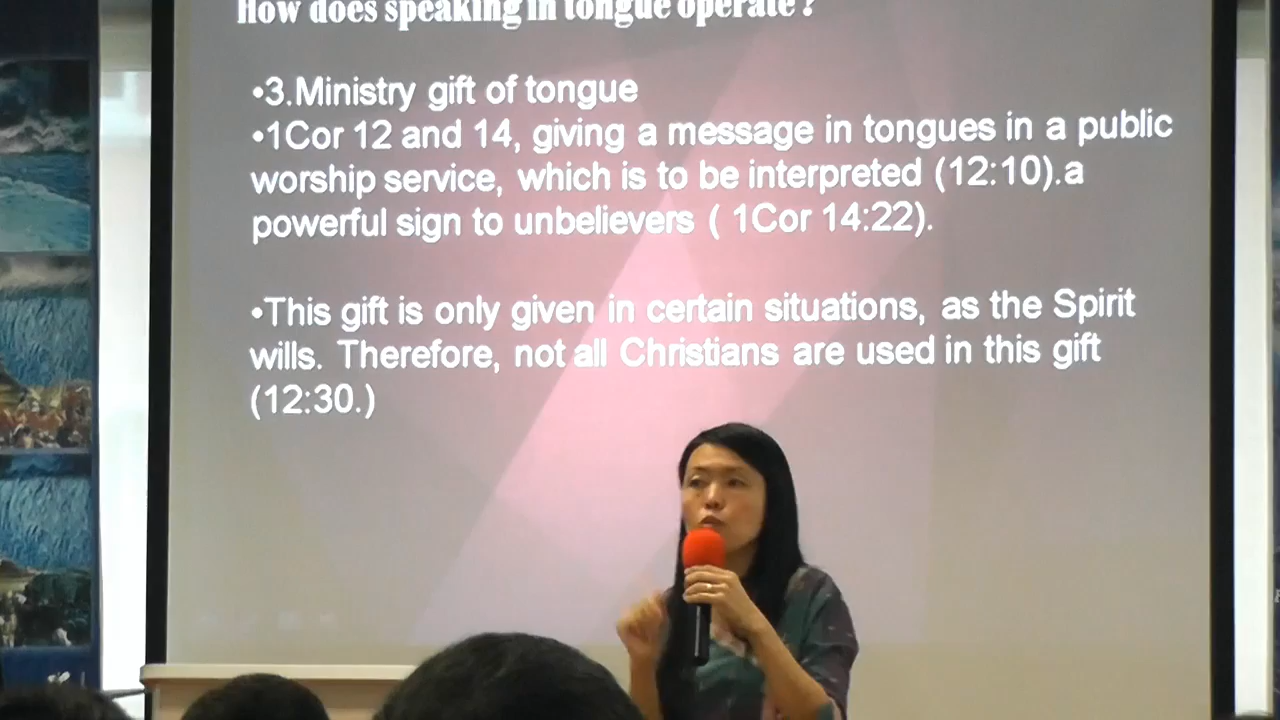 How does speaking in tongue operate?
•3.Ministry gift of tongue
•1Cor 12 and 14, giving a message in tongues in a public
worship service, which is to be interpreted (12:10).a
powerful sign to unbelievers ( 1Cor 14:22).
•This gift is only given in certain situations, as the Spirit
wills. Therefore, not all Christians are used in this gift
(12:30.)